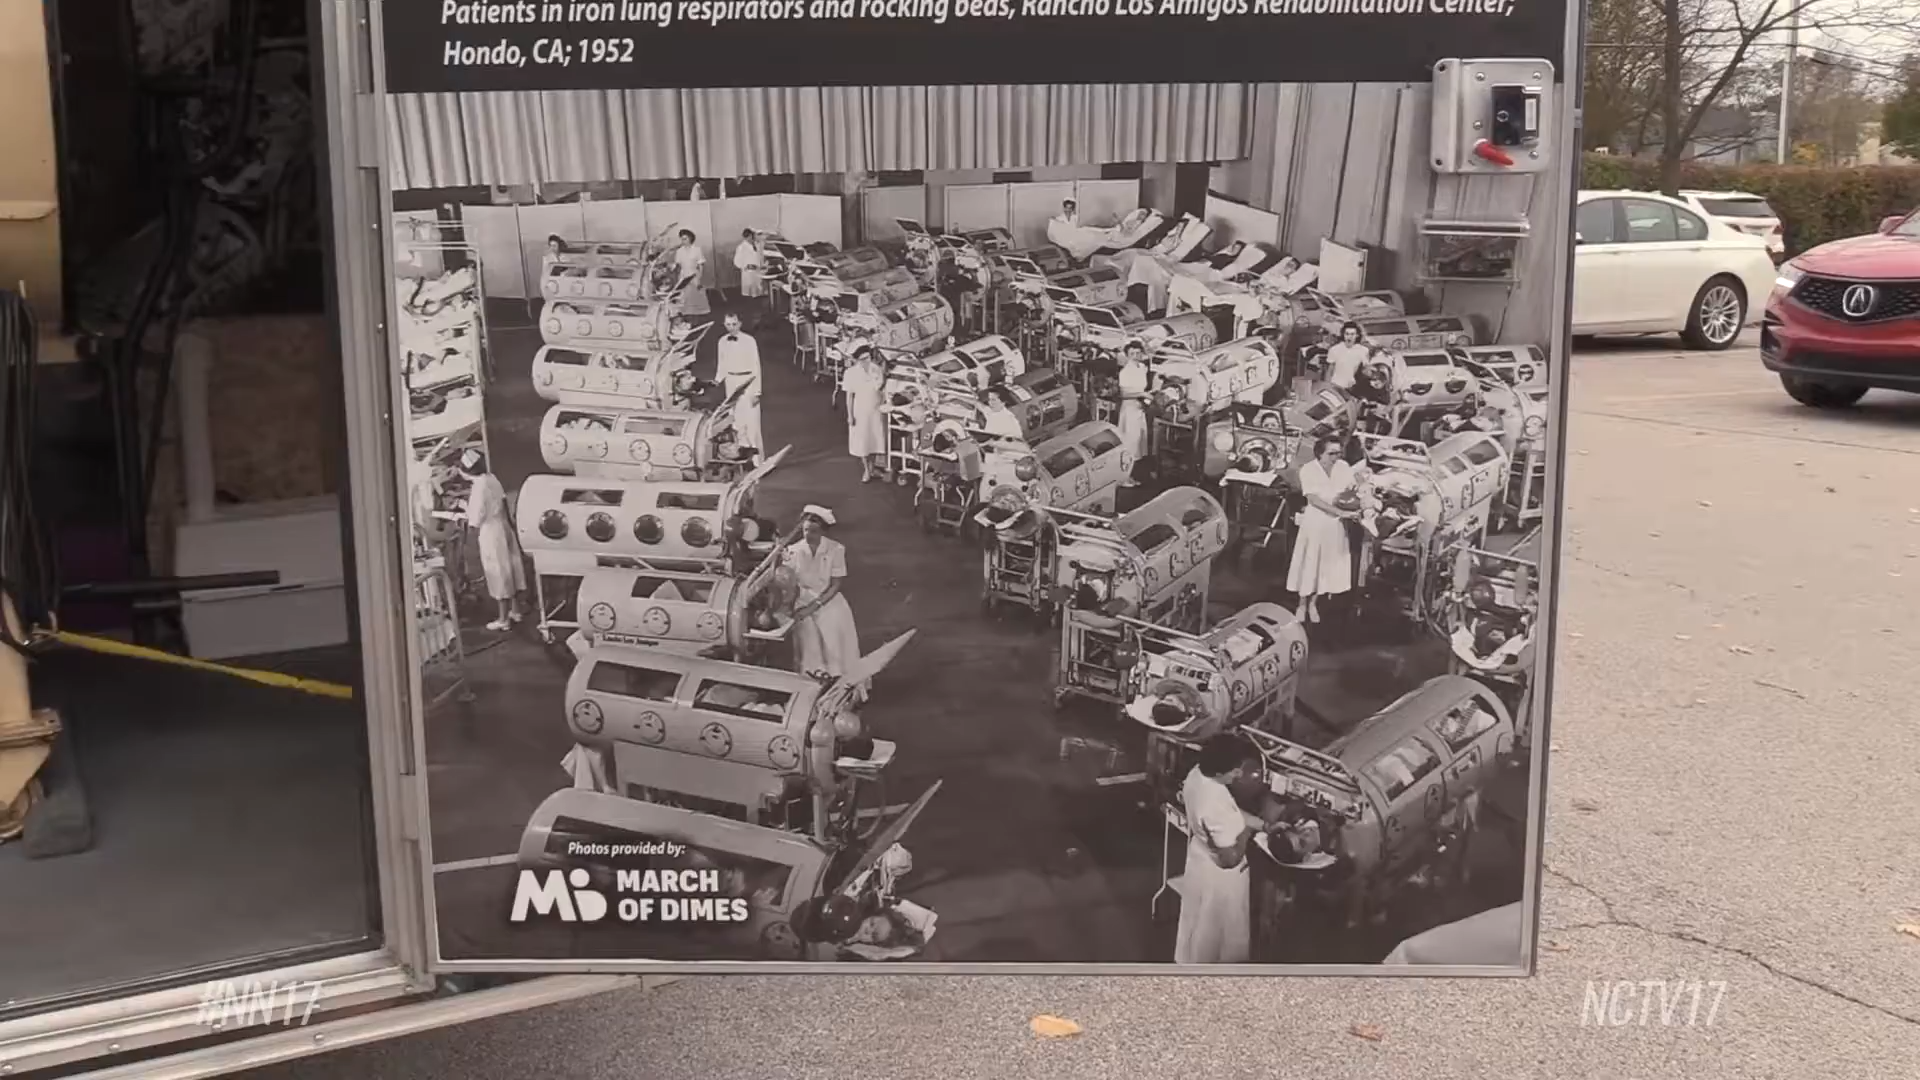 Patients in iron lung respirators and rocking beds, Rancho Los Amigos Rehabilitation Center;
Hondo, CA; 1952
Photos provided by:
MARCH
OF DIMES
#NN17
NCTV17